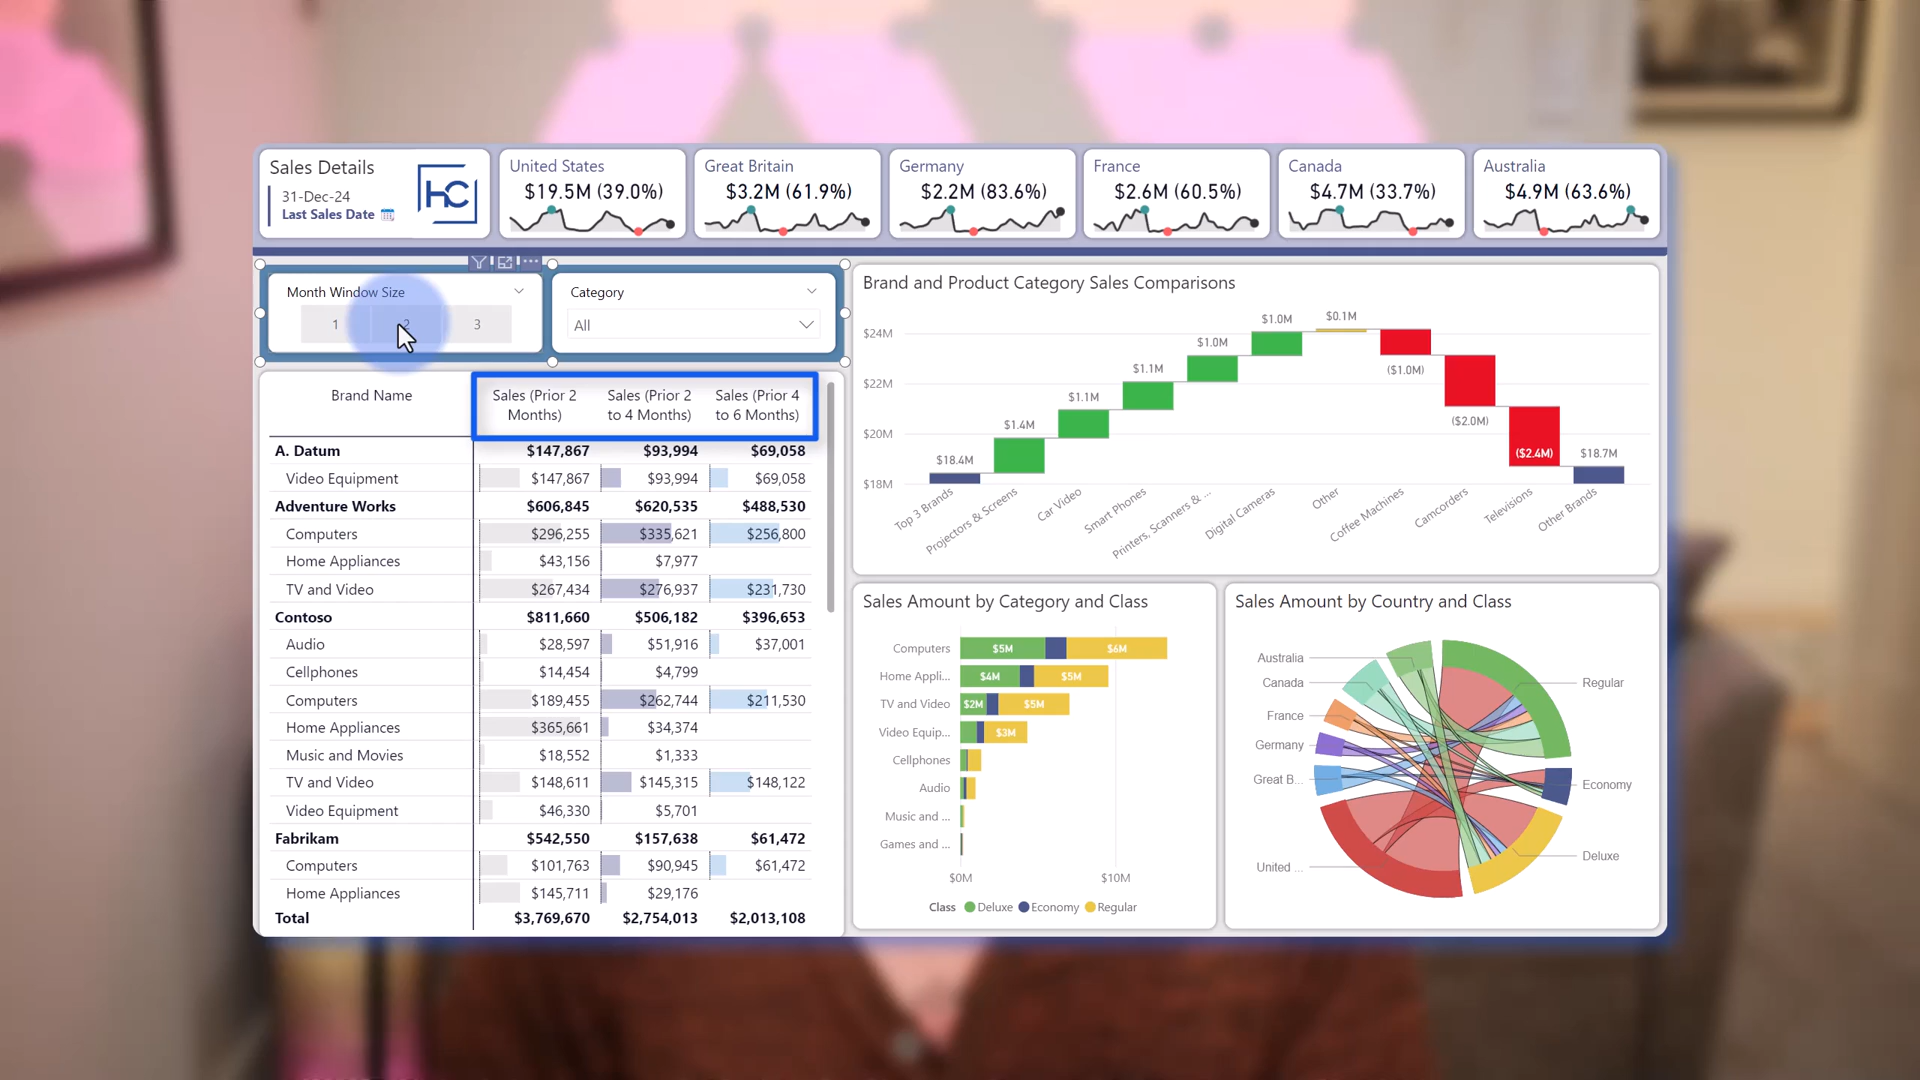 Sales Details
31-Dec-24
Last Sales Date
HC
United States
$19.5M (39.0%)
Great Britain
$3.2M (61.9%)
Germany
$2.2M (83.6%)
France
$2.6M (60.5%)
Canada
$4.7M (33.7%)
Australia
$4.9M (63.6%)
Month Window Size
1 2 3
Category
All
Brand Name
Sales (Prior 2
Months)
Sales (Prior 2
to 4 Months)
Sales (Prior 4
to 6 Months)
A. Datum $147,867 $93,994 $69,058
Video Equipment $147,867 $93,994 $69,058
Adventure Works $606,845 $620,535 $488,530
Computers $296,255 $335,621 $256,800
Home Appliances $43,156 $7,977
TV and Video $267,434 $276,937 $231,730
Contoso $811,660 $506,182 $396,653
Audio $28,597 $51,916 $37,001
Cellphones $14,454 $4,799
Computers $189,455 $262,744 $211,530
Home Appliances $365,661 $34,374
Music and Movies $18,552 $1,333
TV and Video $148,611 $145,315 $148,122
Video Equipment $46,330 $5,701
Fabrikam $542,550 $157,638 $61,472
Computers $101,763 $90,945 $61,472
Home Appliances $145,711 $29,176
Total $3,769,670 $2,754,013 $2,013,108
Brand and Product Category Sales Comparisons
$24M
$22M
$20M
$18M
$18.4M
$1.4M
$1.1M
$1.1M
$1.0M
$1.0M
$0.1M
($1.0M)
($2.0M)
($2.4M)
$18.7M
Top 3 Brands
Projectors & Screens
Car Video
Smart Phones
Printers, Scanners & ...
Digital Cameras
Other
Coffee Machines
Camcorders
Televisions
Other Brands
Sales Amount by Category and Class
Computers $5M $6M
Home Appli... $4M $5M
TV and Video $2M $5M
Video Equip... $3M
Cellphones
Audio
Music and ...
Games and ...
$0M $10M
Class Deluxe Economy Regular
Sales Amount by Country and Class
Australia
Canada
France
Germany
Great B...
United ...
Regular
Economy
Deluxe